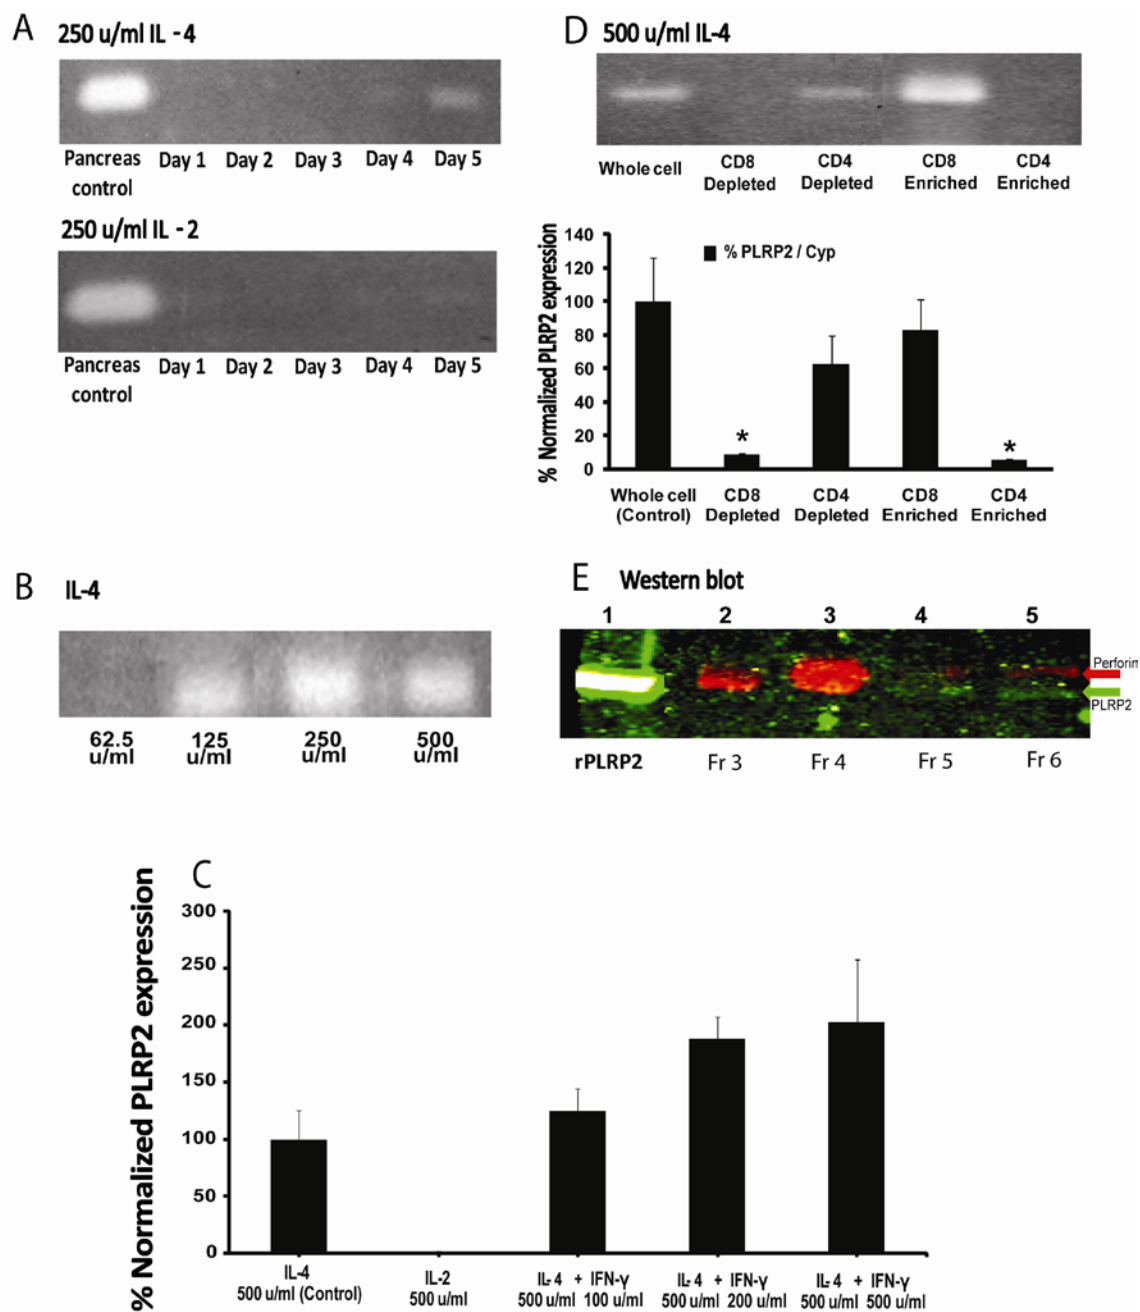 A 250 u/ml IL - 4
Pancreas control Day 1 Day 2 Day 3 Day 4 Day 5
250 u/ml IL - 2
Pancreas control Day 1 Day 2 Day 3 Day 4 Day 5
D 500 u/ml IL-4
Whole cell CD8 Depleted CD4 Depleted CD8 Enriched CD4 Enriched
% Normalized PLRP2 expression
140
120
100
80
60
40
20
0
% PLRP2 / Cyp
*
*
Whole cell (Control) CD8 Depleted CD4 Depleted CD8 Enriched CD4 Enriched
B IL-4
62.5 u/ml 125 u/ml 250 u/ml 500 u/ml
E Western blot
1 2 3 4 5
Perforin
PLRP2
rPLRP2 Fr 3 Fr 4 Fr 5 Fr 6
C
% Normalized PLRP2 expression
300
250
200
150
100
50
0
IL-4 500 u/ml (Control)
IL-2 500 u/ml
IL-4 + IFN-γ 500 u/ml 100 u/ml
IL-4 + IFN-γ 500 u/ml 200 u/ml
IL-4 + IFN-γ 500 u/ml 500 u/ml